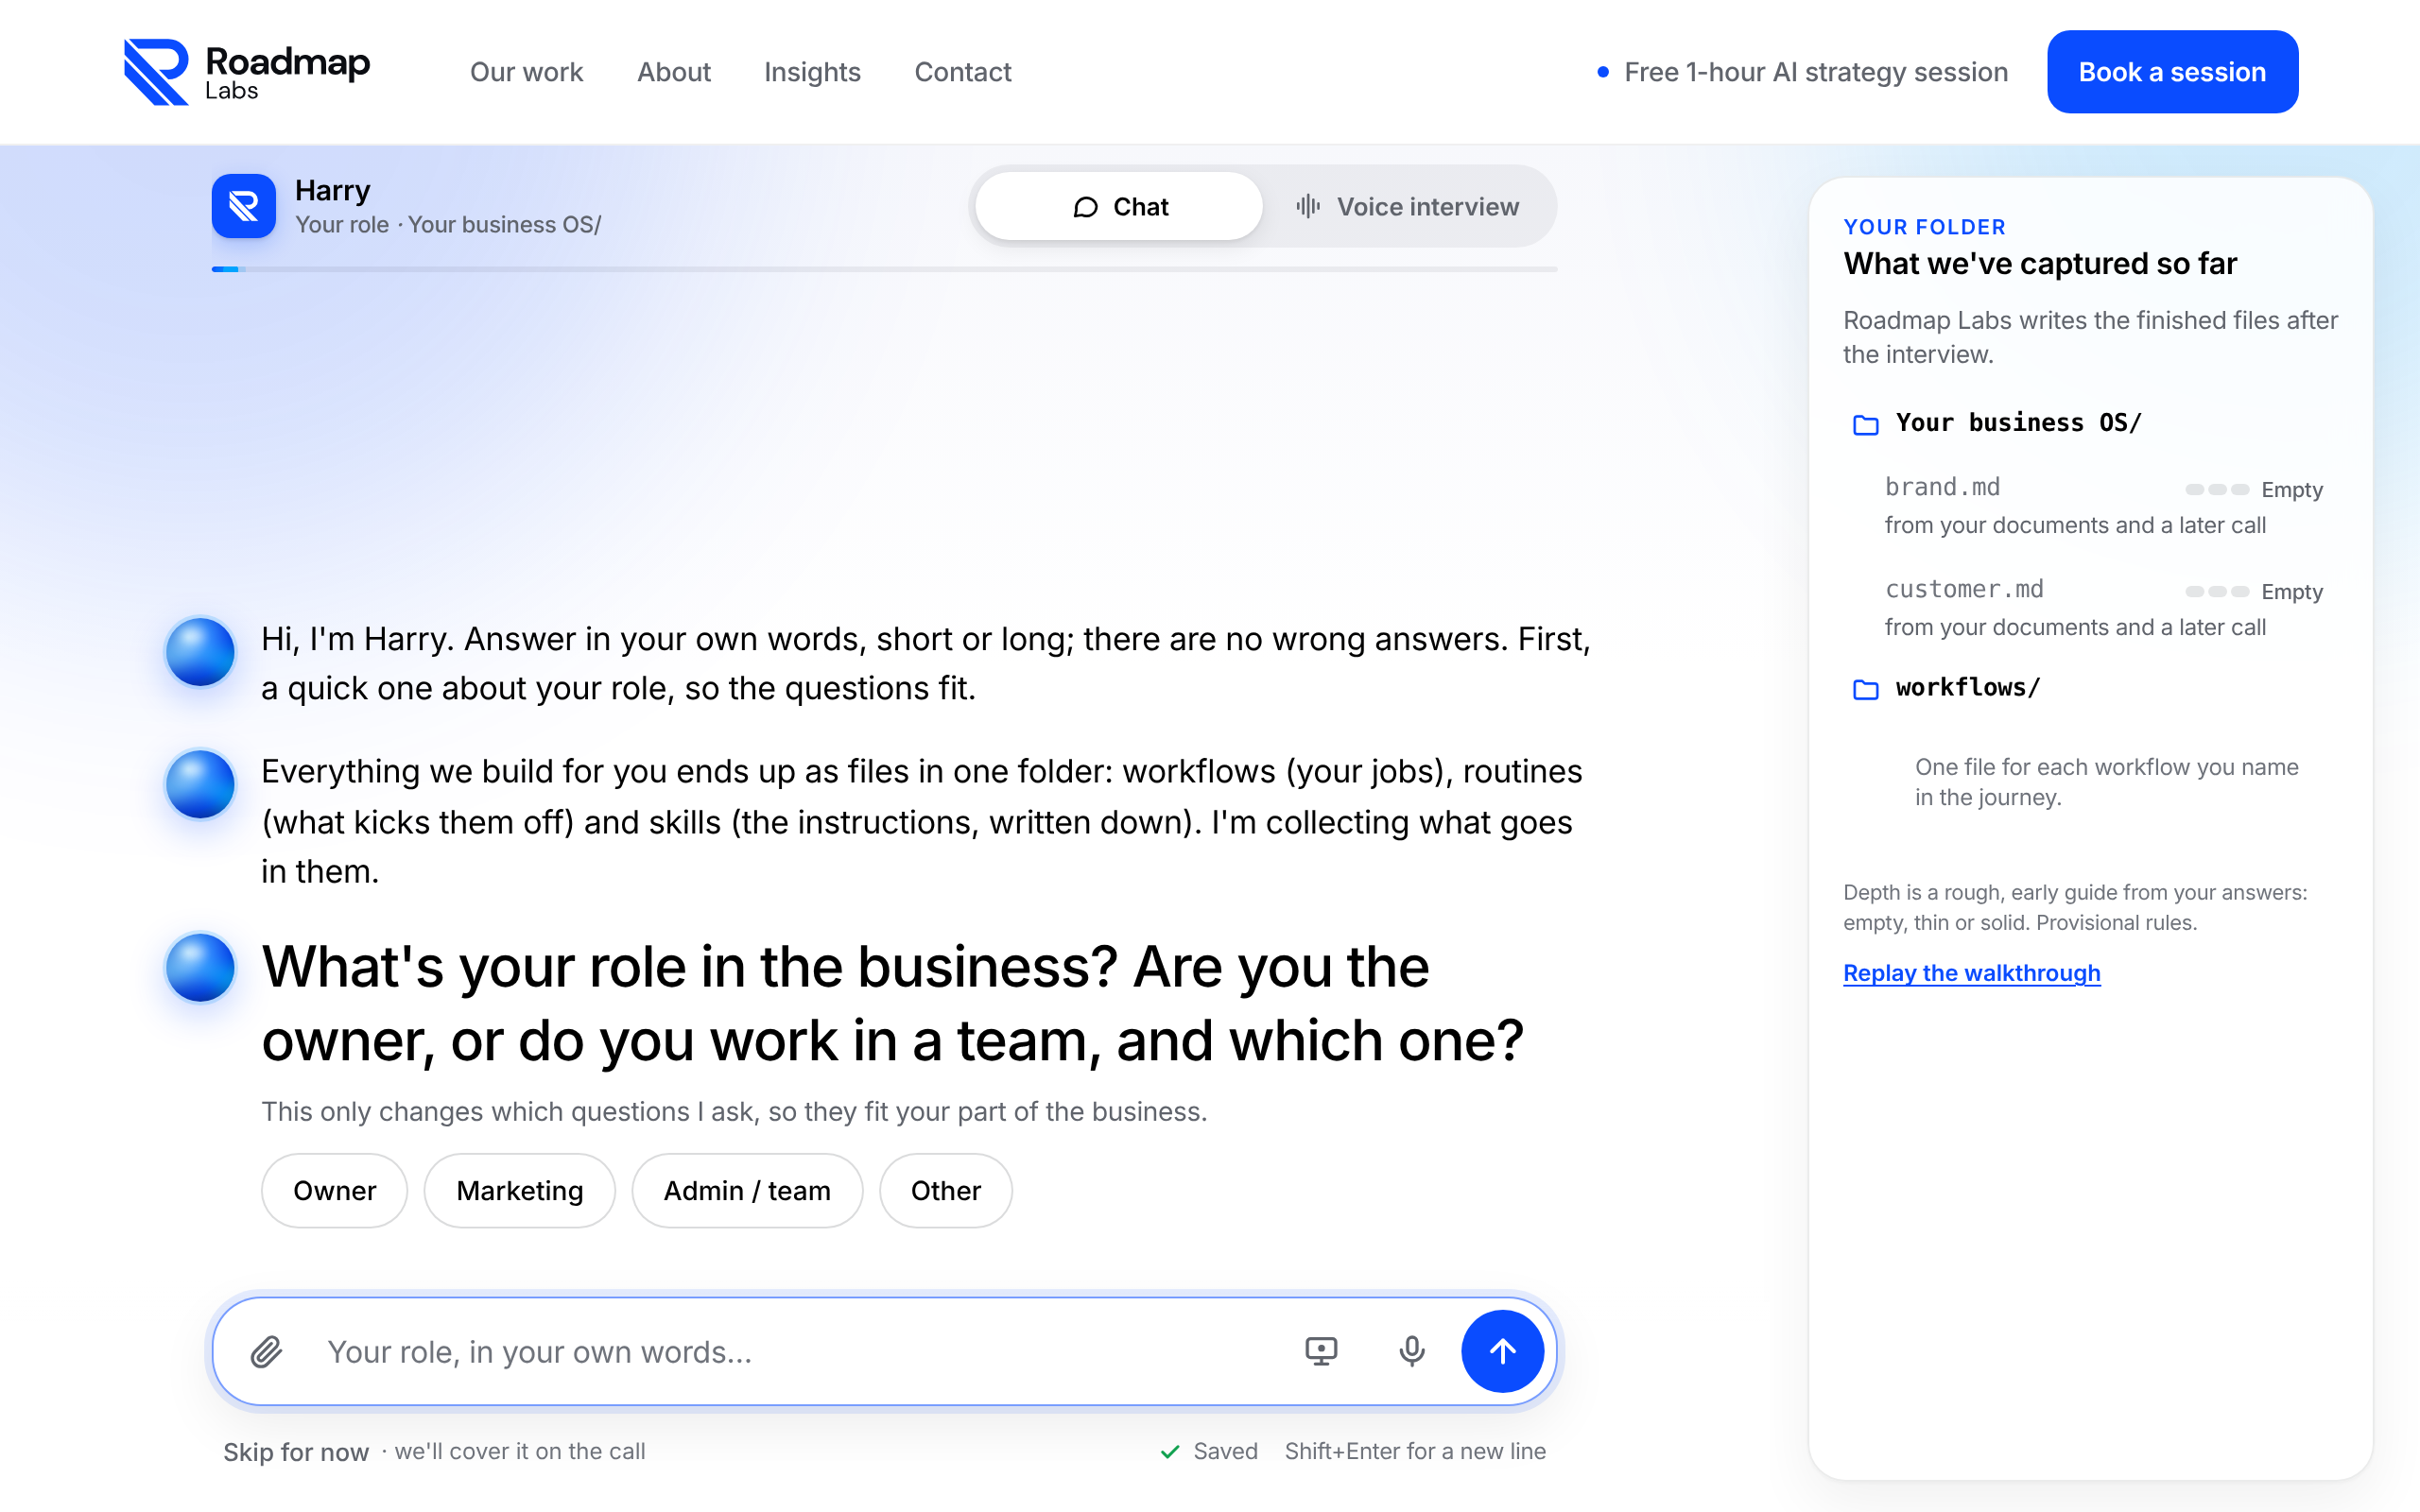 Roadmap
Labs
Our work
About
Insights
Contact
Free 1-hour AI strategy session
Book a session
Harry
Your role · Your business OS/
Chat
Voice interview
Hi, I'm Harry. Answer in your own words, short or long; there are no wrong answers. First,
a quick one about your role, so the questions fit.
Everything we build for you ends up as files in one folder: workflows (your jobs), routines
(what kicks them off) and skills (the instructions, written down). I'm collecting what goes
in them.
What's your role in the business? Are you the
owner, or do you work in a team, and which one?
This only changes which questions I ask, so they fit your part of the business.
Owner
Marketing
Admin / team
Other
Your role, in your own words...
Skip for now · we'll cover it on the call
Saved
Shift+Enter for a new line
YOUR FOLDER
What we've captured so far
Roadmap Labs writes the finished files after
the interview.
Your business OS/
brand.md
Empty
from your documents and a later call
customer.md
Empty
from your documents and a later call
workflows/
One file for each workflow you name
in the journey.
Depth is a rough, early guide from your answers:
empty, thin or solid. Provisional rules.
Replay the walkthrough